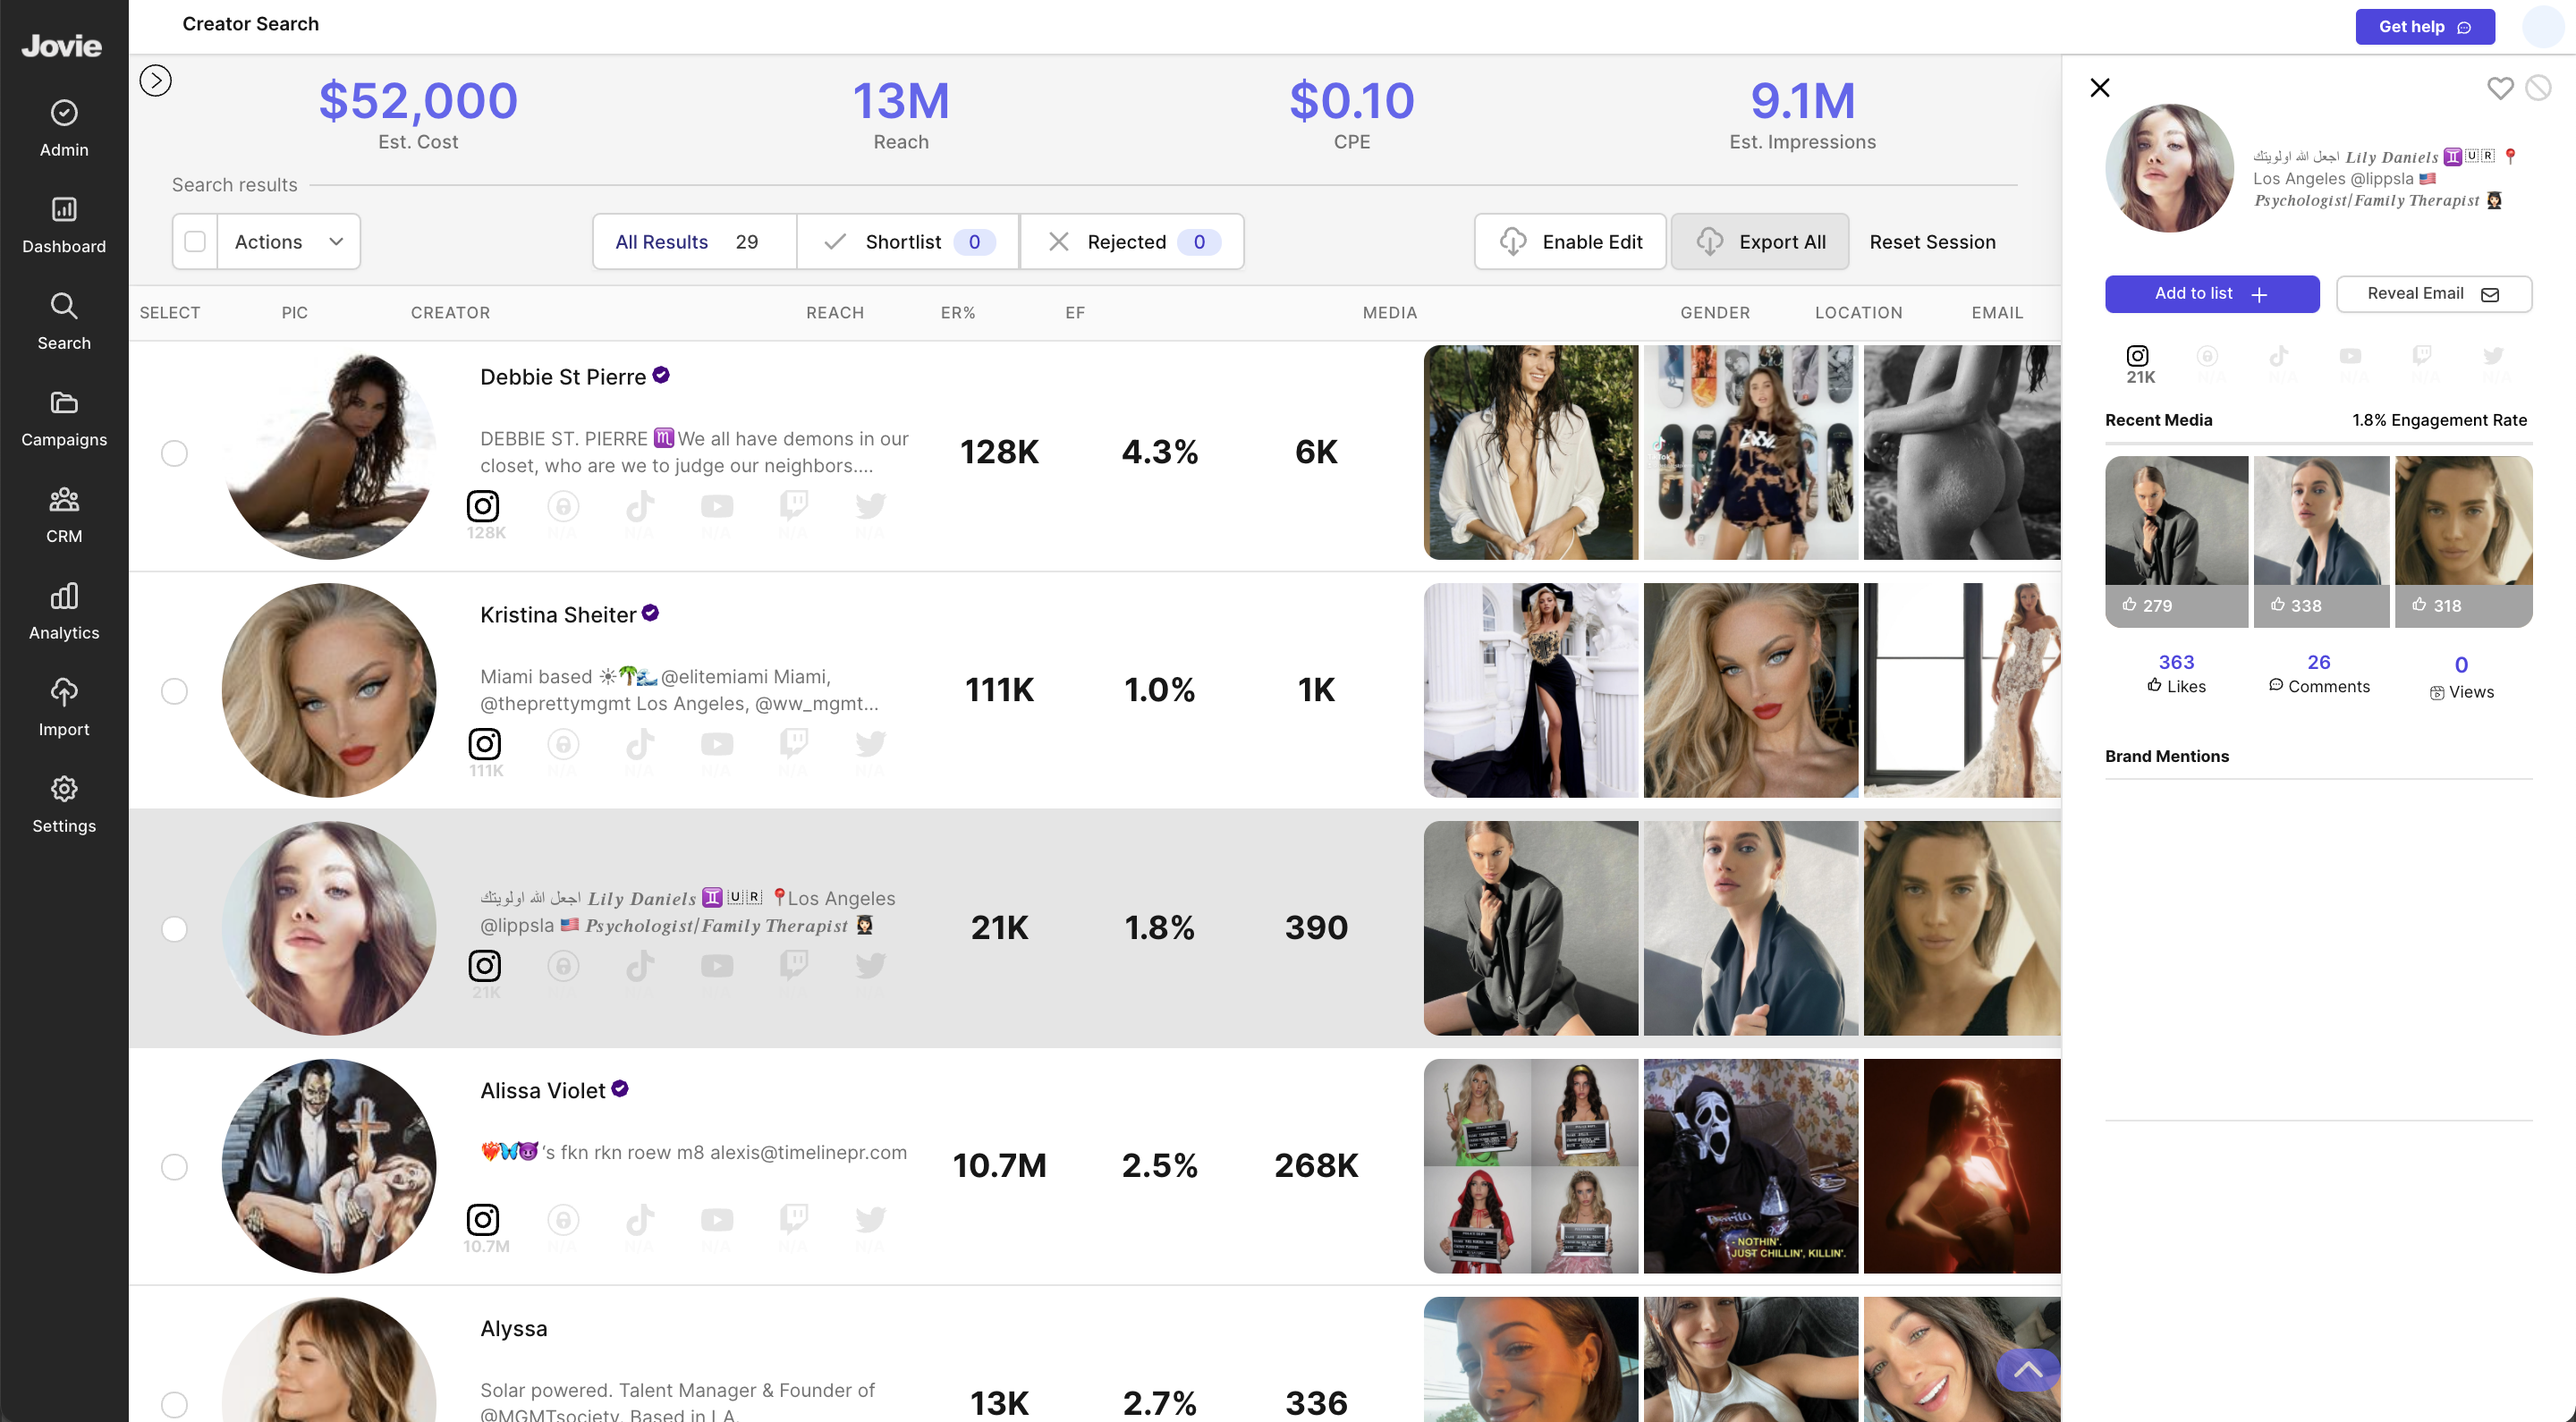 Jovie
Admin
Dashboard
Search
Campaigns
CRM
Analytics
Import
Settings
Creator Search
Get help
$52,000
Est. Cost
13M
Reach
$0.10
CPE
9.1M
Est. Impressions
Search results
Actions
All Results 29
Shortlist 0
Rejected 0
Enable Edit
Export All
Reset Session
SELECT PIC CREATOR REACH ER% EF MEDIA GENDER LOCATION EMAIL
Debbie St Pierre
DEBBIE ST. PIERRE ♏We all have demons in our
closet, who are we to judge our neighbors....
128K N/A N/A N/A N/A N/A
128K 4.3% 6K
Kristina Sheiter
Miami based ☀🌴🌊@elitemiami Miami,
@theprettymgmt Los Angeles, @ww_mgmt...
111K N/A N/A N/A N/A N/A
111K 1.0% 1K
اجعل الله اولويتك 𝑳𝒊𝒍𝒚 𝑫𝒂𝒏𝒊𝒆𝒍𝒔 ♊🇺​🇷 📍Los Angeles
@lippsla 🇺🇸 𝑷𝒔𝒚𝒄𝒉𝒐𝒍𝒐𝒈𝒊𝒔𝒕/𝑭𝒂𝒎𝒊𝒍𝒚 𝑻𝒉𝒆𝒓𝒂𝒑𝒊𝒔𝒕 👩🏻‍🎓
21K
21K 1.8% 390
Alissa Violet
❤️‍🔥🦋😈's fkn rkn roew m8 alexis@timelinepr.com
10.7M N/A N/A N/A N/A N/A
10.7M 2.5% 268K
- NOTHIN'.
JUST CHILLIN', KILLIN'.
Alyssa
Solar powered. Talent Manager & Founder of
@MGMTsociety. Based in LA.
13K 2.7% 336
اجعل الله اولويتك 𝑳𝒊𝒍𝒚 𝑫𝒂𝒏𝒊𝒆𝒍𝒔 ♊🇺​🇷 📍
Los Angeles @lippsla 🇺🇸
𝑷𝒔𝒚𝒄𝒉𝒐𝒍𝒐𝒈𝒊𝒔𝒕/𝑭𝒂𝒎𝒊𝒍𝒚 𝑻𝒉𝒆𝒓𝒂𝒑𝒊𝒔𝒕 👩🏻‍🎓
Add to list +
Reveal Email
21K N/A N/A N/A N/A N/A
Recent Media 1.8% Engagement Rate
279 338 318
363 26 0
Likes Comments Views
Brand Mentions